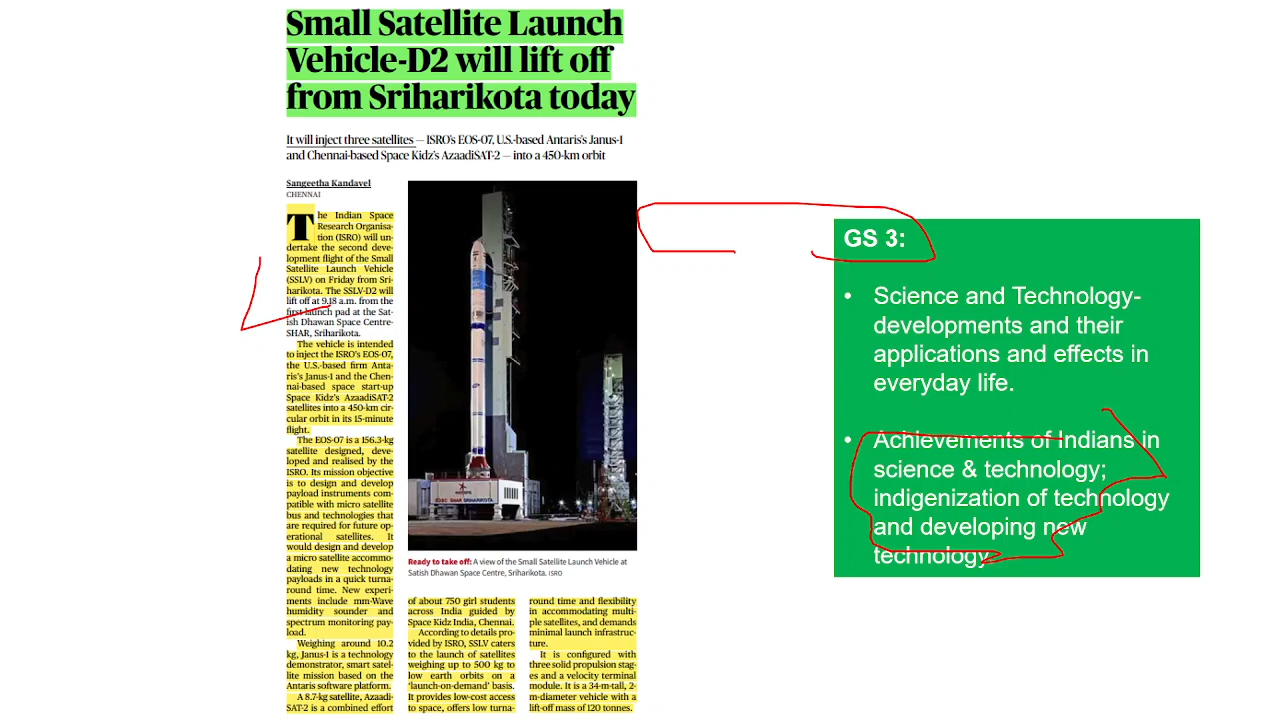 Small Satellite Launch
Vehicle-D2 will lift off
from Sriharikota today
It will inject three satellites — ISRO's EOS-07, U.S.-based Antaris's Janus-1
and Chennai-based Space Kidz's AzaadiSAT-2 — into a 450-km orbit
Sangeetha Kandavel
CHENNAI
The Indian Space
Research Organisa-
tion (ISRO) will un-
dertake the second deve-
lopment flight of the Small
Satellite Launch Vehicle
(SSLV) on Friday from Sri-
harikota. The SSLV-D2 will
lift off at 9.18 a.m. from the
first launch pad at the Sat-
ish Dhawan Space Centre-
SHAR, Sriharikota.
The vehicle is intended
to inject the ISRO's EOS-07,
the U.S.-based firm Anta-
ris's Janus-1 and the Chen-
nai-based space start-up
Space Kidz's AzaadiSAT-2
satellites into a 450-km cir-
cular orbit in its 15-minute
flight.
The EOS-07 is a 156.3-kg
satellite designed, deve-
loped and realised by the
ISRO. Its mission objective
is to design and develop
payload instruments com-
patible with micro satellite
bus and technologies that
are required for future op-
erational satellites. It
would design and develop
a micro satellite accommo-
dating new technology
payloads in a quick turna-
round time. New experi-
ments include mm-Wave
humidity sounder and
spectrum monitoring pay-
load.
Weighing around 10.2
kg, Janus-1 is a technology
demonstrator, smart satel-
lite mission based on the
Antaris software platform.
A 8.7-kg satellite, Azaadi-
SAT-2 is a combined effort
Ready to take off: A view of the Small Satellite Launch Vehicle at
Satish Dhawan Space Centre, Sriharikota. ISRO
of about 750 girl students
across India guided by
Space Kidz India, Chennai.
According to details pro-
vided by ISRO, SSLV caters
to the launch of satellites
weighing up to 500 kg to
low earth orbits on a
'launch-on-demand' basis.
It provides low-cost access
to space, offers low turna-
round time and flexibility
in accommodating multi-
ple satellites, and demands
minimal launch infrastruc-
ture.
It is configured with
three solid propulsion stag-
es and a velocity terminal
module. It is a 34-m-tall, 2-
m-diameter vehicle with a
lift-off mass of 120 tonnes.
GS 3:
• Science and Technology-
developments and their
applications and effects in
everyday life.
• Achievements of Indians in
science & technology;
indigenization of technology
and developing new
technology.